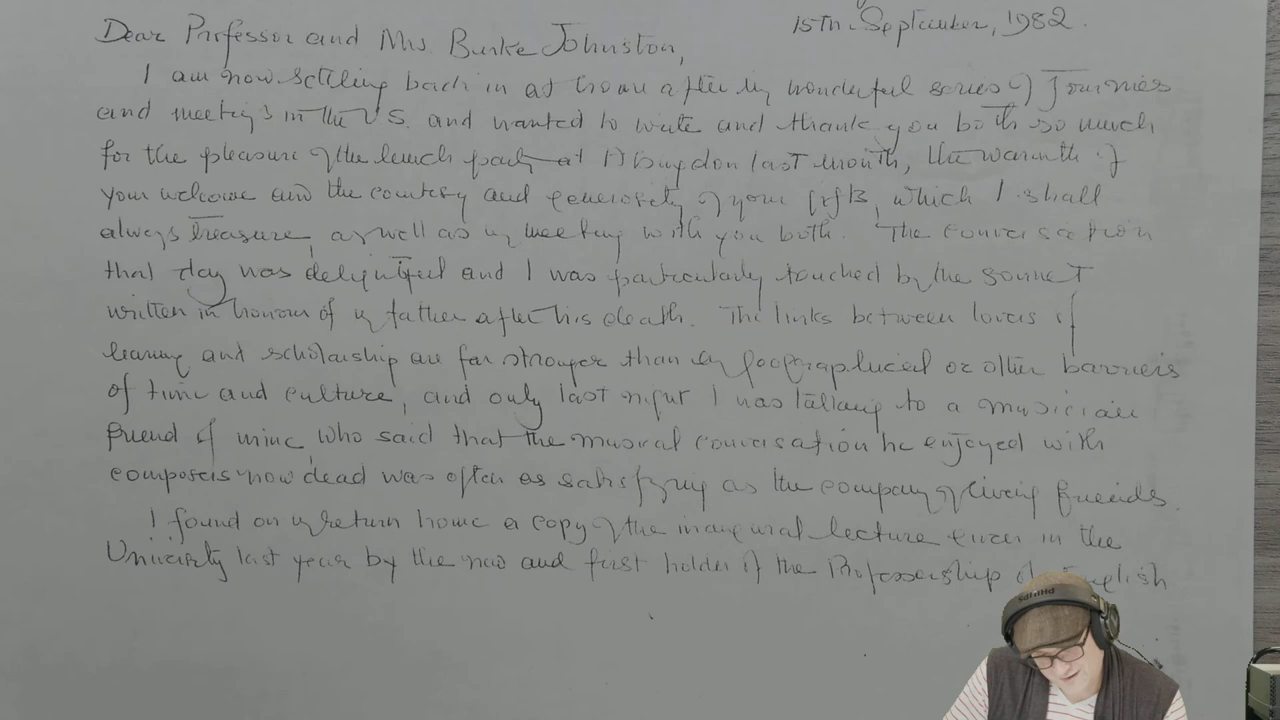 15th September, 1982.
Dear Professor and Mrs Burke Johnston,
I am now settling back in at home after my wonderful series of Journies
and meetings in the U S. and wanted to write and thank you both so much
for the pleasure of the lunch party at Abingdon last month, the warmth of
your welcome and the courtesy and generosity of your gifts, which I shall
always treasure, as well as my meeting with you both. The conversation
that day was delightful and I was particularly touched by the sonnet
written in honour of my father after his death. The links between lovers of
learning and scholarship are far stronger than any geographical or other barriers
of time and culture, and only last night I was talking to a musician
friend of mine, who said that the musical conversation he enjoyed with
composers now dead was often as satisfying as the company of living friends.
I found on my return home a copy of the inaugural lecture given in the
University last year by the new and first holder of the Professorship of English